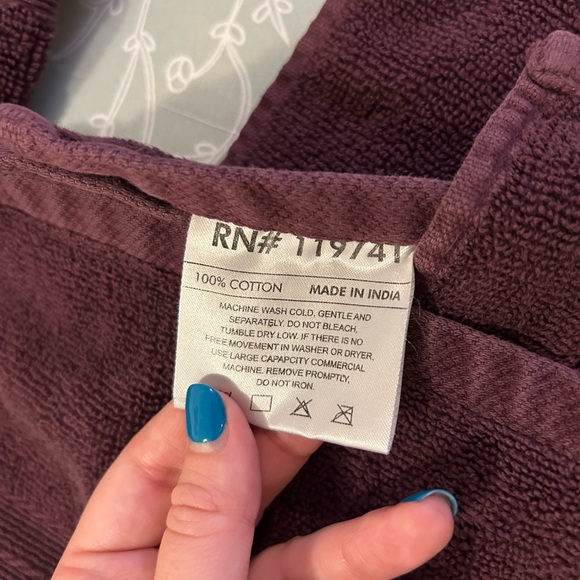 RN# 119741
100% COTTON MADE IN INDIA
MACHINE WASH COLD. GENTLE AND
SEPARATELY. DO NOT BLEACH,
TUMBLE DRY LOW. IF THERE IS NO
FREE MOVEMENT IN WASHER OR DRYER,
USE LARGE CAPAPCITY COMMERCIAL
MACHINE. REMOVE PROMPTLY,
DO NOT IRON.